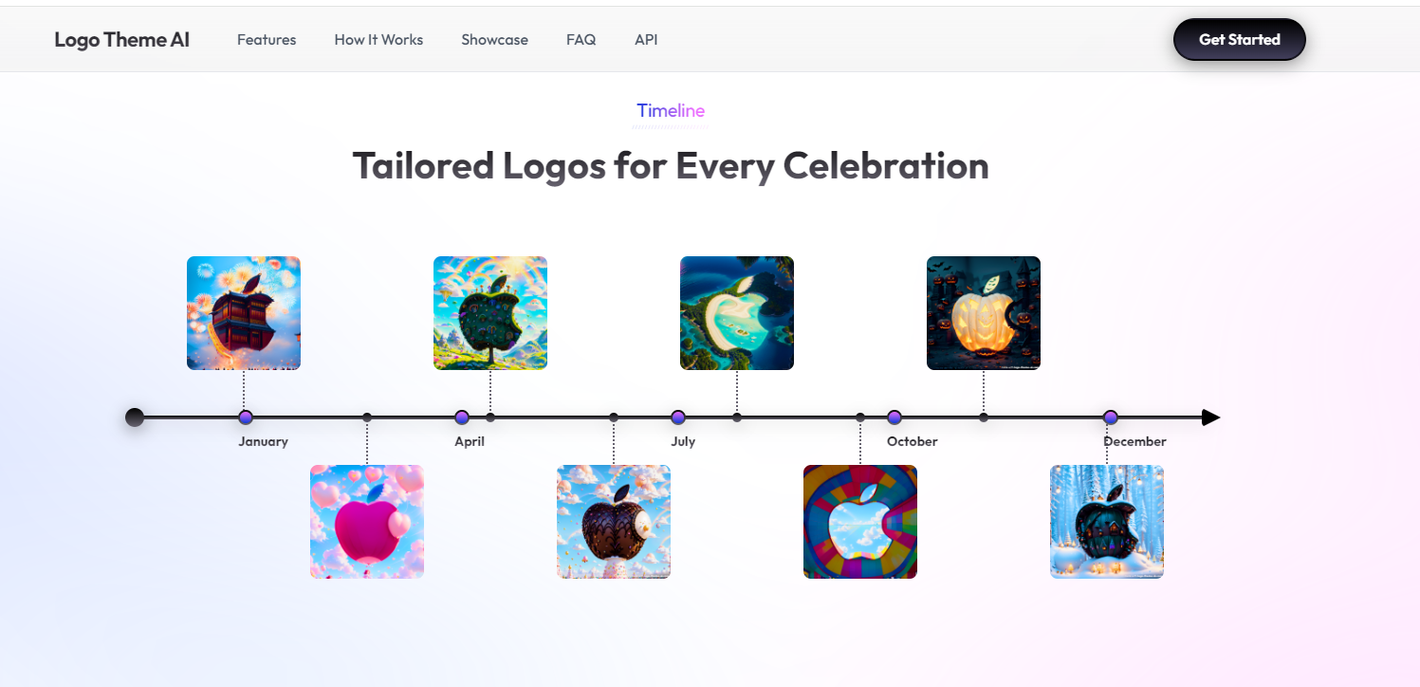 Logo Theme AI
Features
How It Works
Showcase
FAQ
API
Get Started
Timeline
Tailored Logos for Every Celebration
January
April
July
October
December